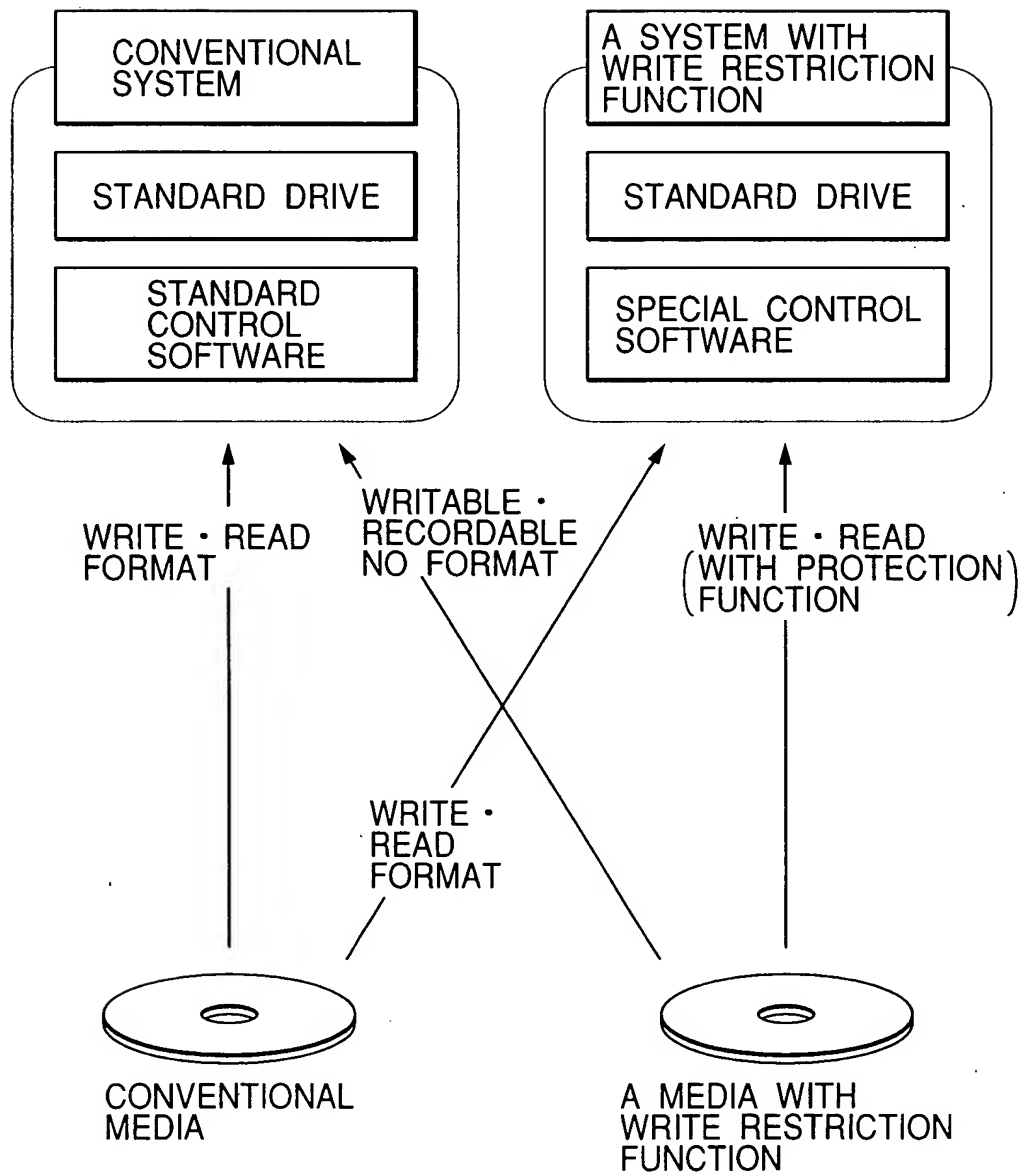 CONVENTIONAL
SYSTEM
STANDARD DRIVE
STANDARD
CONTROL
SOFTWARE
A SYSTEM WITH
WRITE RESTRICTION
FUNCTION
STANDARD DRIVE
SPECIAL CONTROL
SOFTWARE
WRITE・READ
FORMAT
WRITABLE・
RECORDABLE
NO FORMAT
WRITE・READ
(WITH PROTECTION)
FUNCTION
WRITE・
READ
FORMAT
CONVENTIONAL
MEDIA
A MEDIA WITH
WRITE RESTRICTION
FUNCTION